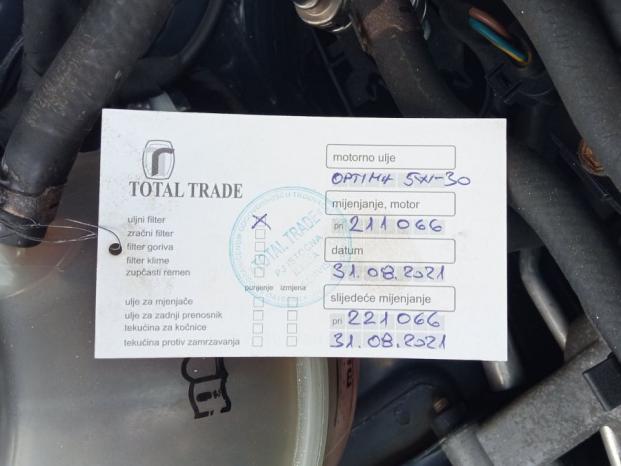 TOTAL TRADE
uljni filter X
zračni filter
filter goriva
filter klime
zupčasti remen
punjenje izmjena
ulje za mjenjače
ulje za zadnji prenosnik
tekućina za kočnice
tekućina protiv zamrzavanja
motorno ulje
OPTIMA 5W-30
mijenjanje, motor
pri 211066
datum
31.08.2021
slijedeće mijenjanje
pri 221066
31.08.2021
TOTAL TRADE